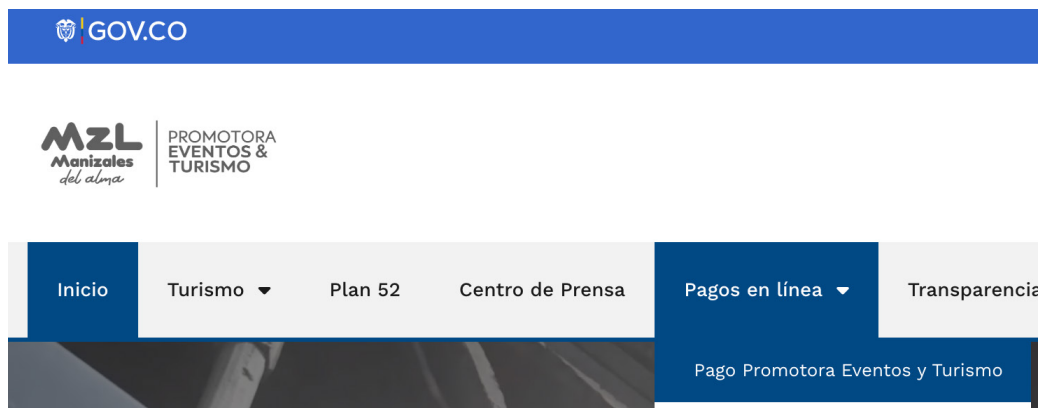 GOV.CO
MZL
Manizales
del alma
PROMOTORA
EVENTOS &
TURISMO
Inicio Turismo Plan 52 Centro de Prensa Pagos en línea Transparencia
Pago Promotora Eventos y Turismo